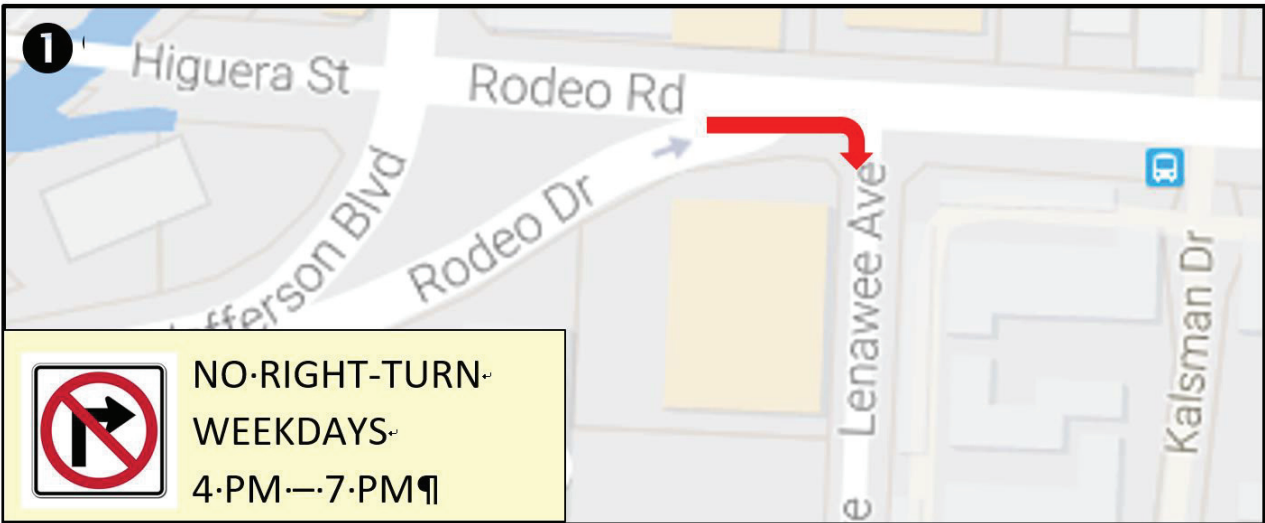 1
Higuera St
Rodeo Rd
Jefferson Blvd
Rodeo Dr
Lenawee Ave
Kalsman Dr
e
NO·RIGHT-TURN↵
WEEKDAYS↵
4·PM·–·7·PM¶